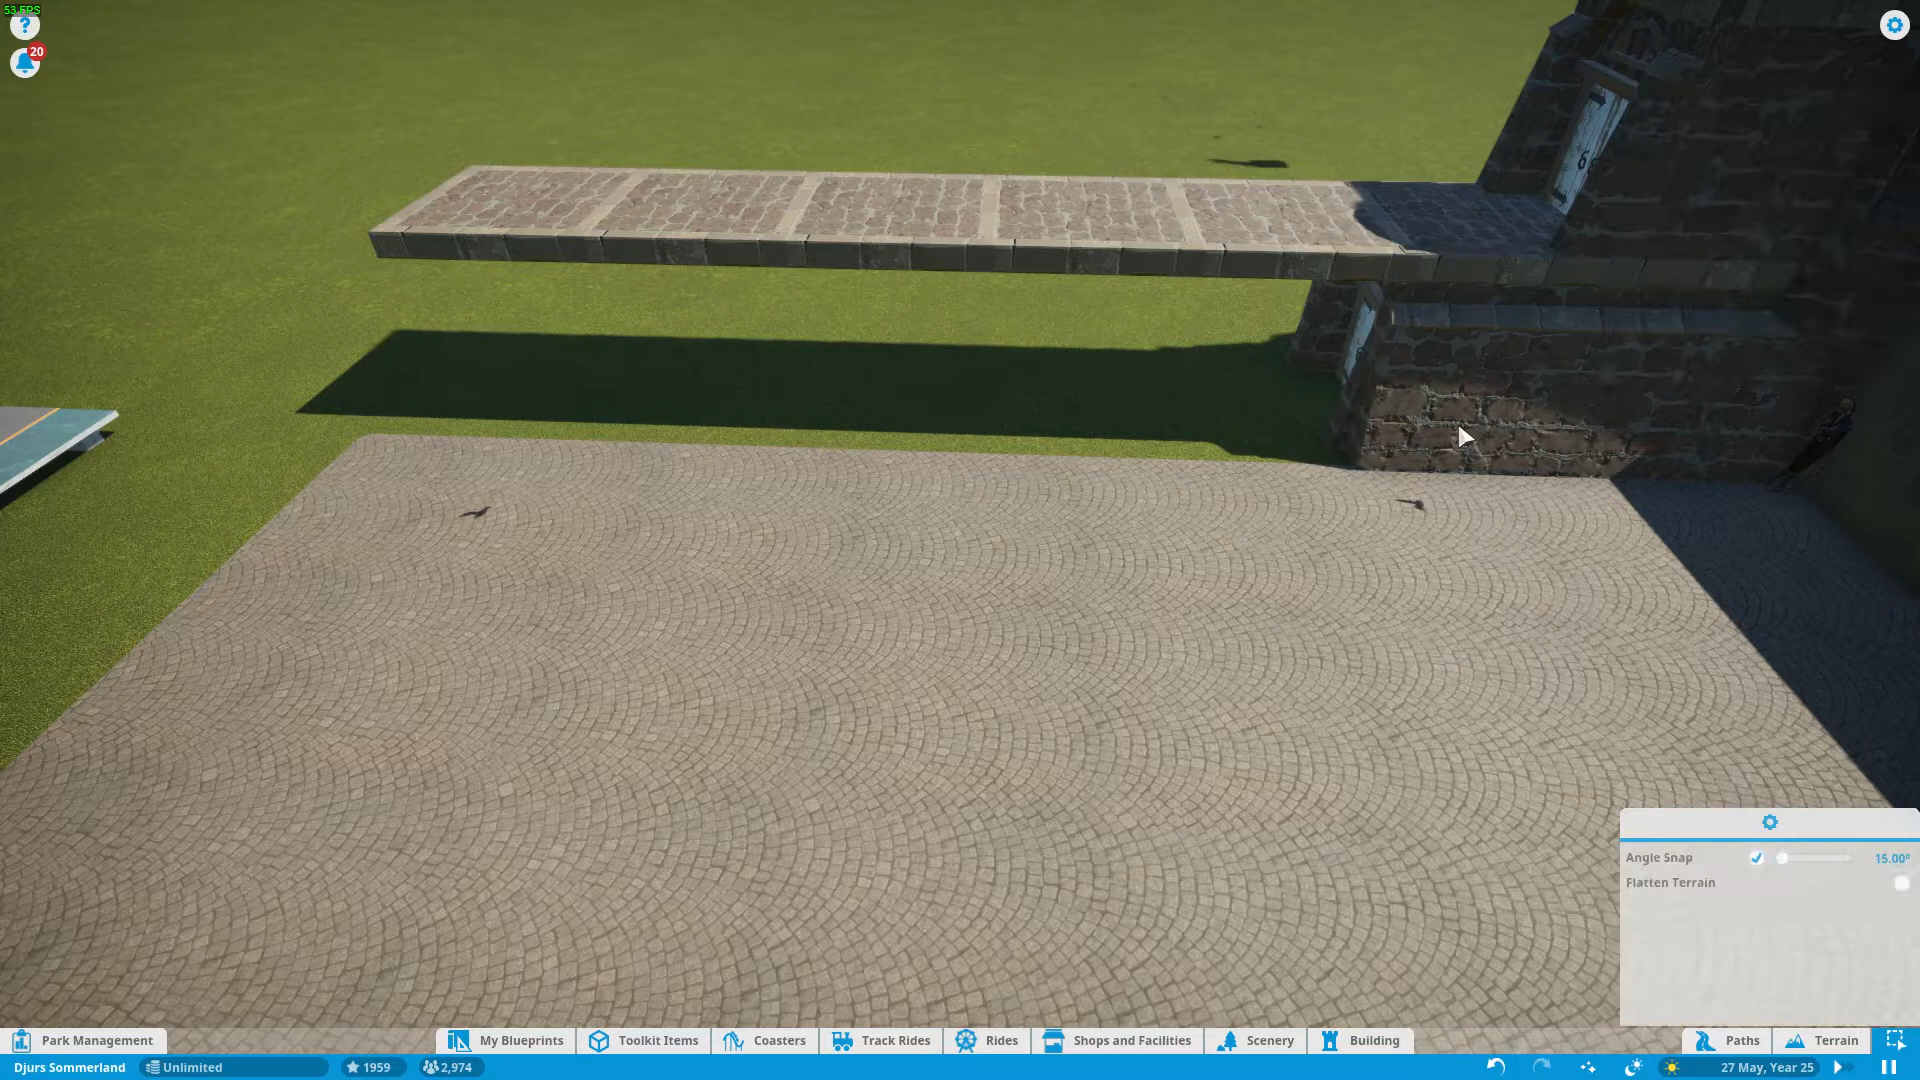 53 FPS
?
20
6
Angle Snap 15.00°
Flatten Terrain
Park Management
My Blueprints
Toolkit Items
Coasters
Track Rides
Rides
Shops and Facilities
Scenery
Building
Paths
Terrain
Djurs Sommerland
Unlimited
1959
2,974
27 May, Year 25